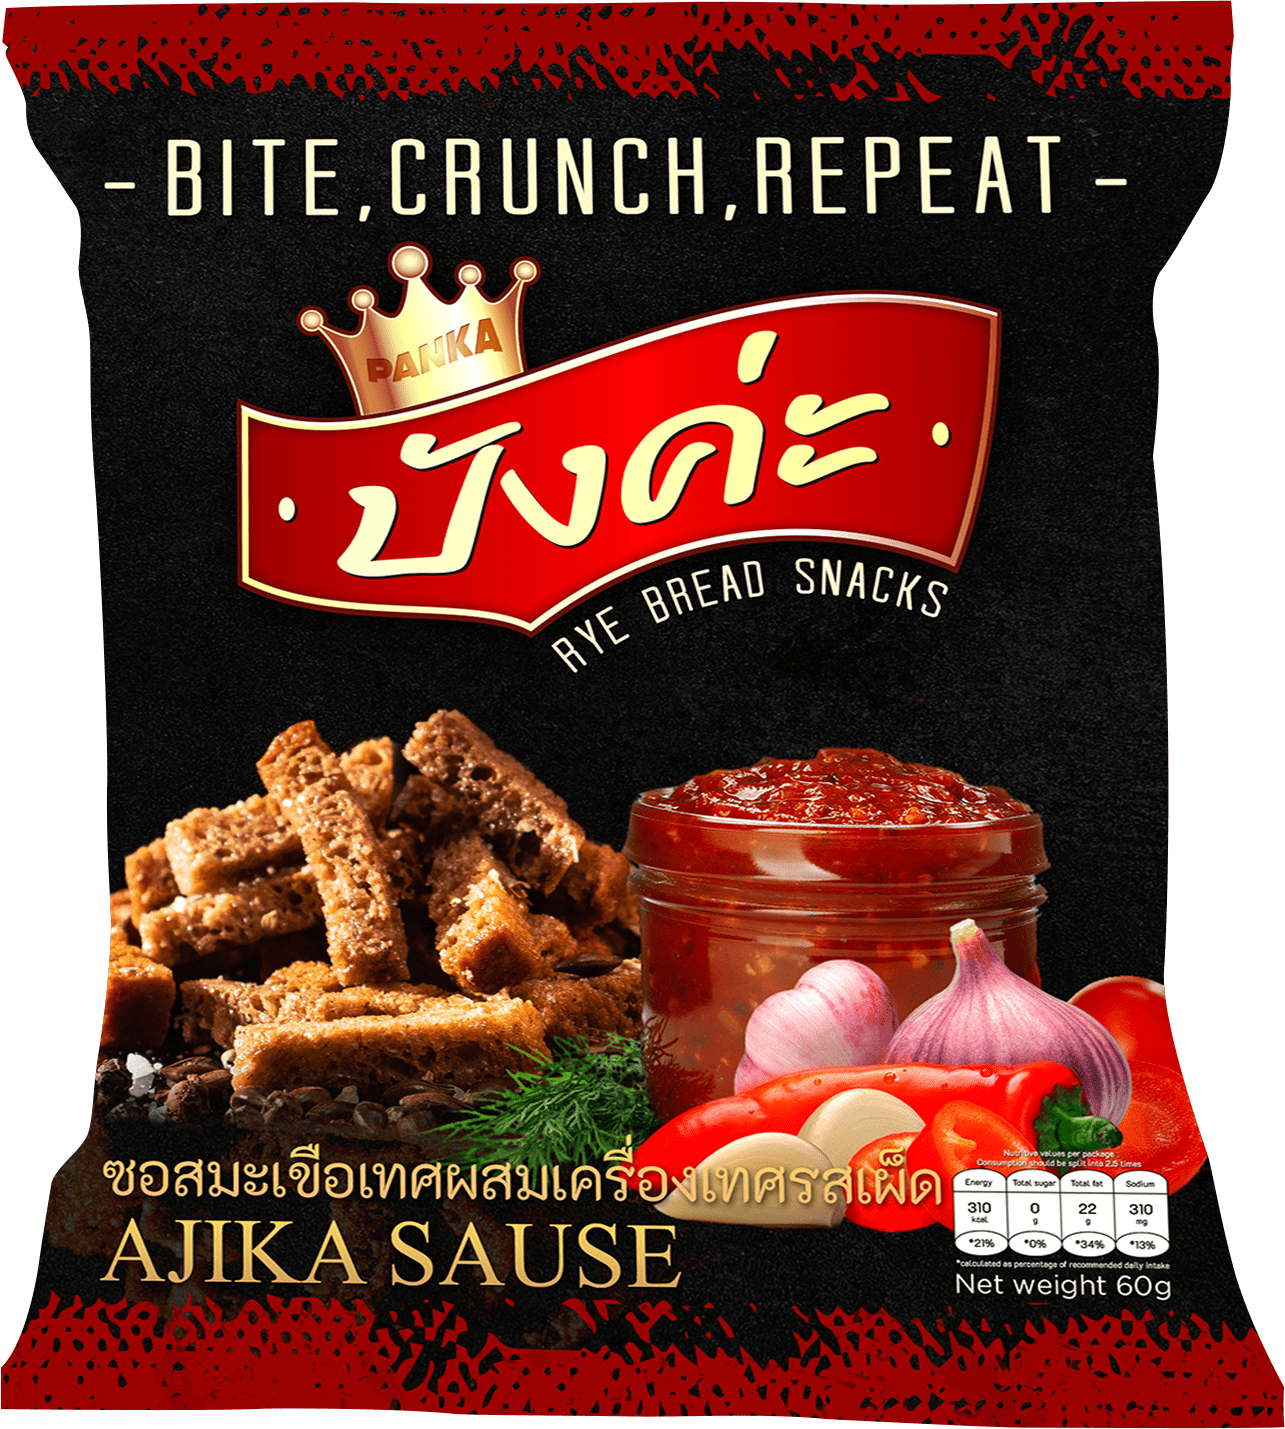 - BITE,CRUNCH,REPEAT -
PANKA
· ปังค่ะ ·
RYE BREAD SNACKS
ซอสมะเขือเทศผสมเครื่องเทศรสเผ็ด
AJIKA SAUSE
Nutritive values per package
Consumption should be split into 2.5 times
Energy Total sugar Total fat Sodium
310 0 22 310
kcal g g mg
*21% *0% *34% *13%
*calculated as percentage of recommended daily intake
Net weight 60g